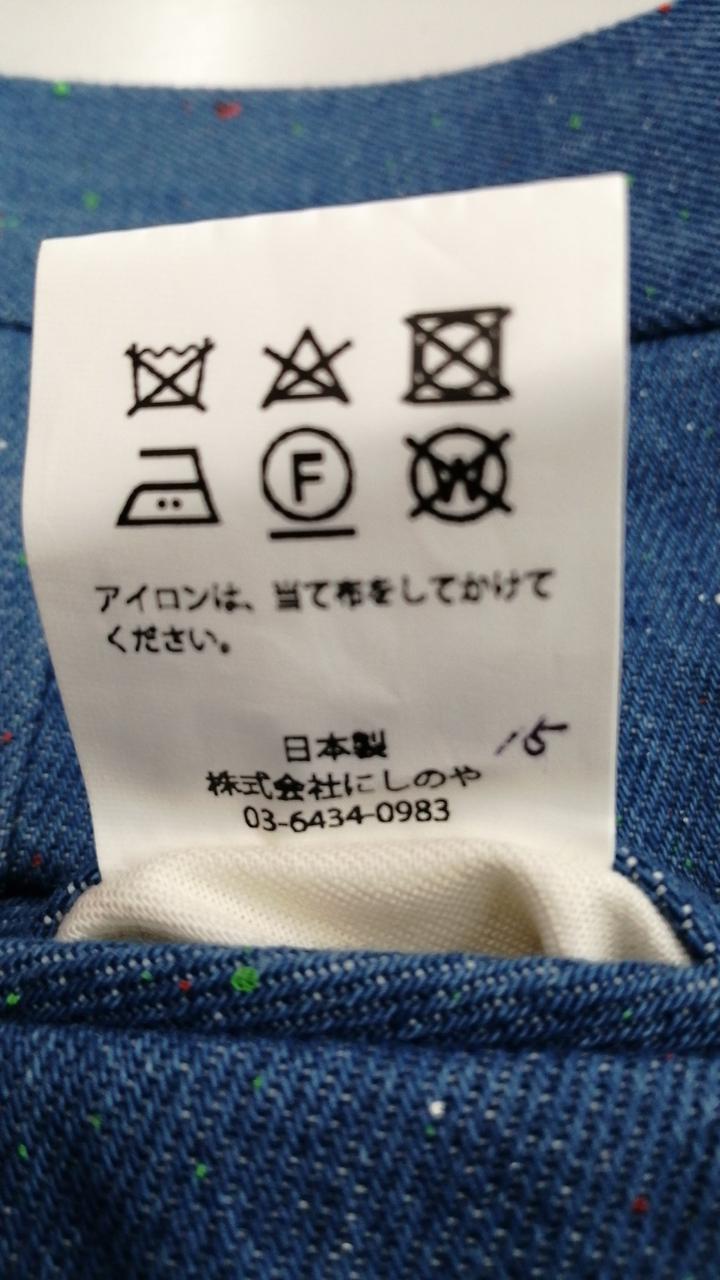 F W
アイロンは、当て布をしてかけて
ください。
日本製
15
株式会社にしのや
03-6434-0983